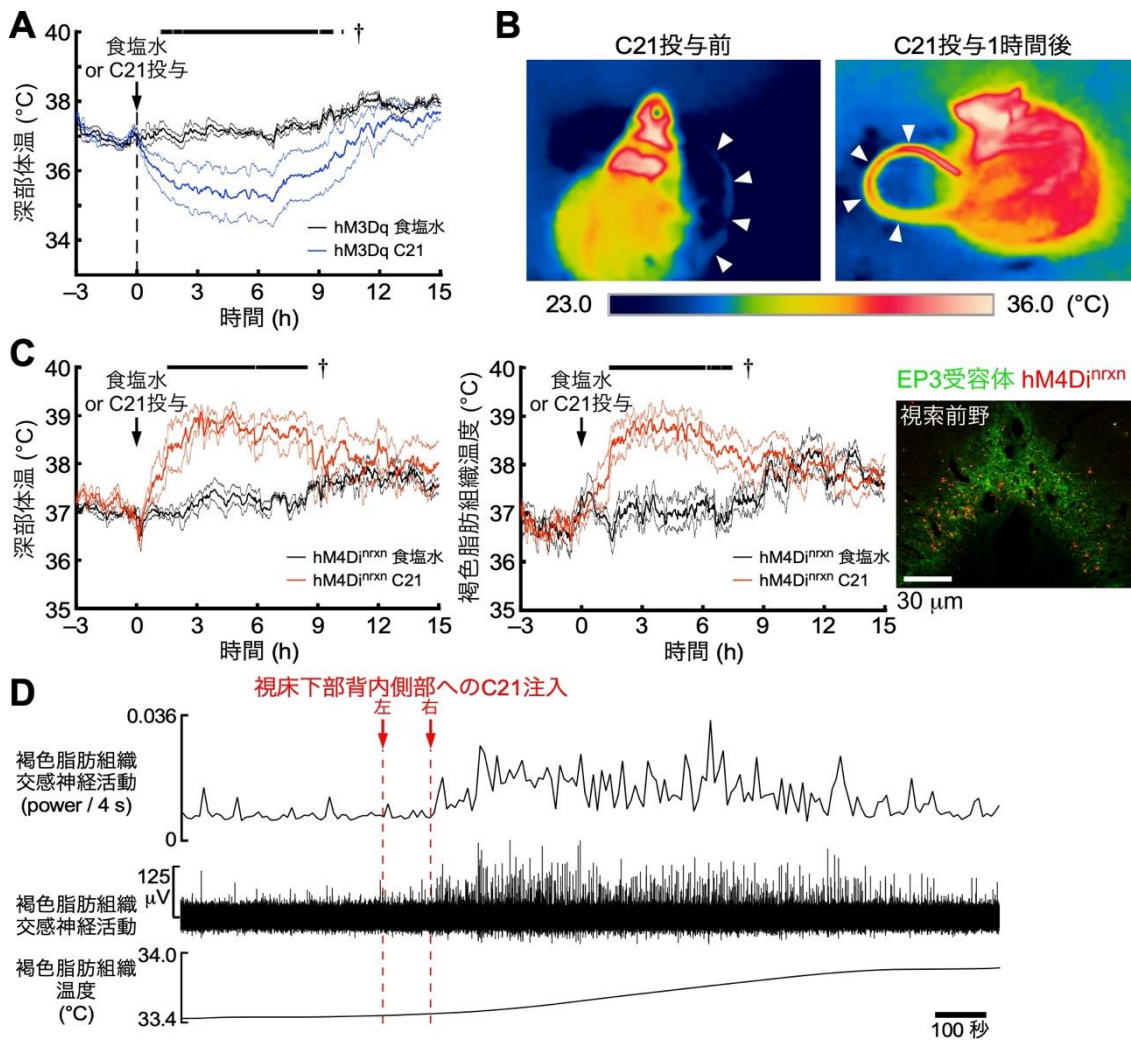 A
40
39
38
37
36
35
34
深部体温 (°C)
食塩水
or C21投与
†
hM3Dq 食塩水
hM3Dq C21
–3 0 3 6 9 12 15
時間 (h)
B
C21投与前
C21投与1時間後
23.0 36.0 (°C)
C
40
39
38
37
36
35
深部体温 (°C)
食塩水
or C21投与
†
hM4Dinrxn 食塩水
hM4Dinrxn C21
–3 0 3 6 9 12 15
時間 (h)
40
39
38
37
36
35
褐色脂肪組織温度 (°C)
食塩水
or C21投与
†
hM4Dinrxn 食塩水
hM4Dinrxn C21
–3 0 3 6 9 12 15
時間 (h)
EP3受容体 hM4Dinrxn
視索前野
30 μm
D
視床下部背内側部へのC21注入
左 右
0.036
褐色脂肪組織
交感神経活動
(power / 4 s)
0
125
μV
褐色脂肪組織
交感神経活動
34.0
褐色脂肪組織
温度
(°C)
33.4
100 秒